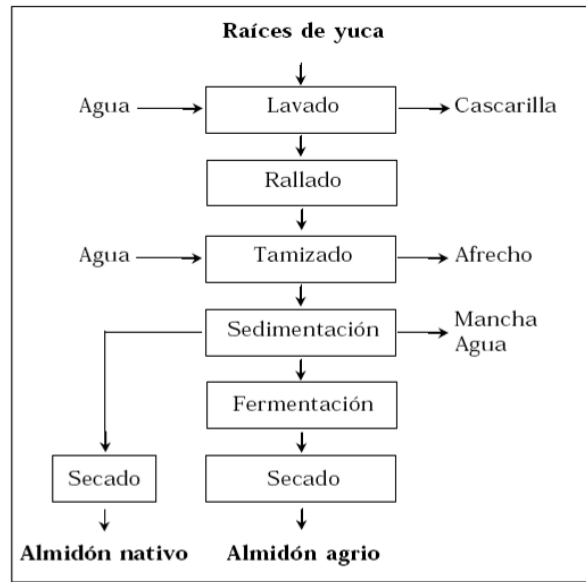 Raíces de yuca
Agua
Lavado
Cascarilla
Rallado
Agua
Tamizado
Afrecho
Sedimentación
Mancha
Agua
Fermentación
Secado
Secado
Almidón nativo
Almidón agrio